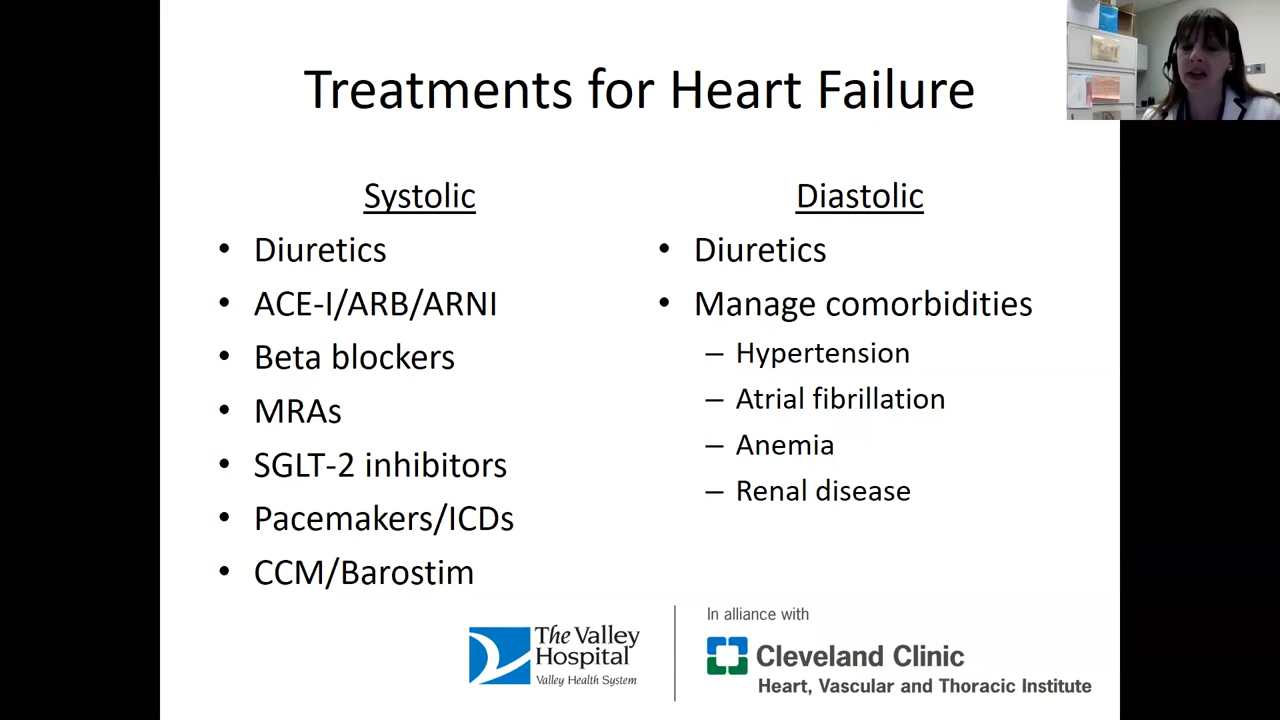 Treatments for Heart Failure
Systolic
• Diuretics
• ACE-I/ARB/ARNI
• Beta blockers
• MRAs
• SGLT-2 inhibitors
• Pacemakers/ICDs
• CCM/Barostim
Diastolic
• Diuretics
• Manage comorbidities
– Hypertension
– Atrial fibrillation
– Anemia
– Renal disease
The Valley
Hospital
Valley Health System
In alliance with
Cleveland Clinic
Heart, Vascular and Thoracic Institute